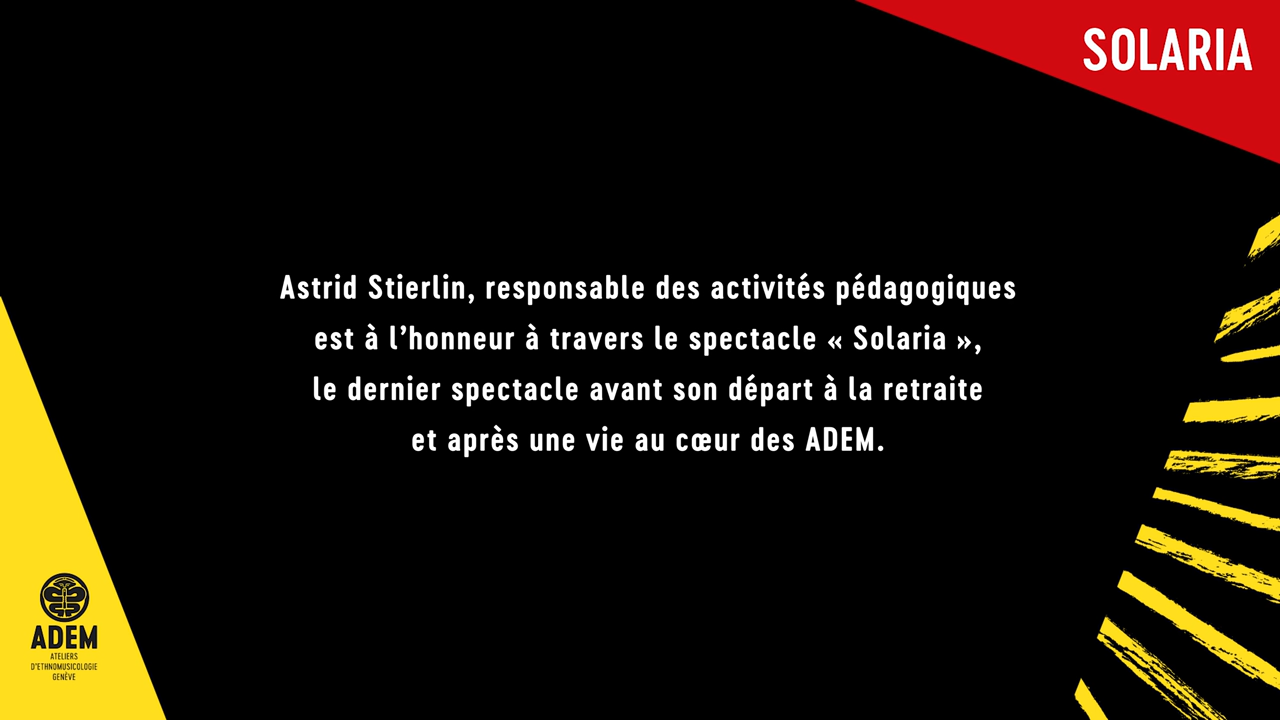 SOLARIA
Astrid Stierlin, responsable des activités pédagogiques
est à l’honneur à travers le spectacle « Solaria »,
le dernier spectacle avant son départ à la retraite
et après une vie au cœur des ADEM.
ADEM
ATELIERS
D'ETHNOMUSICOLOGIE
GENÈVE